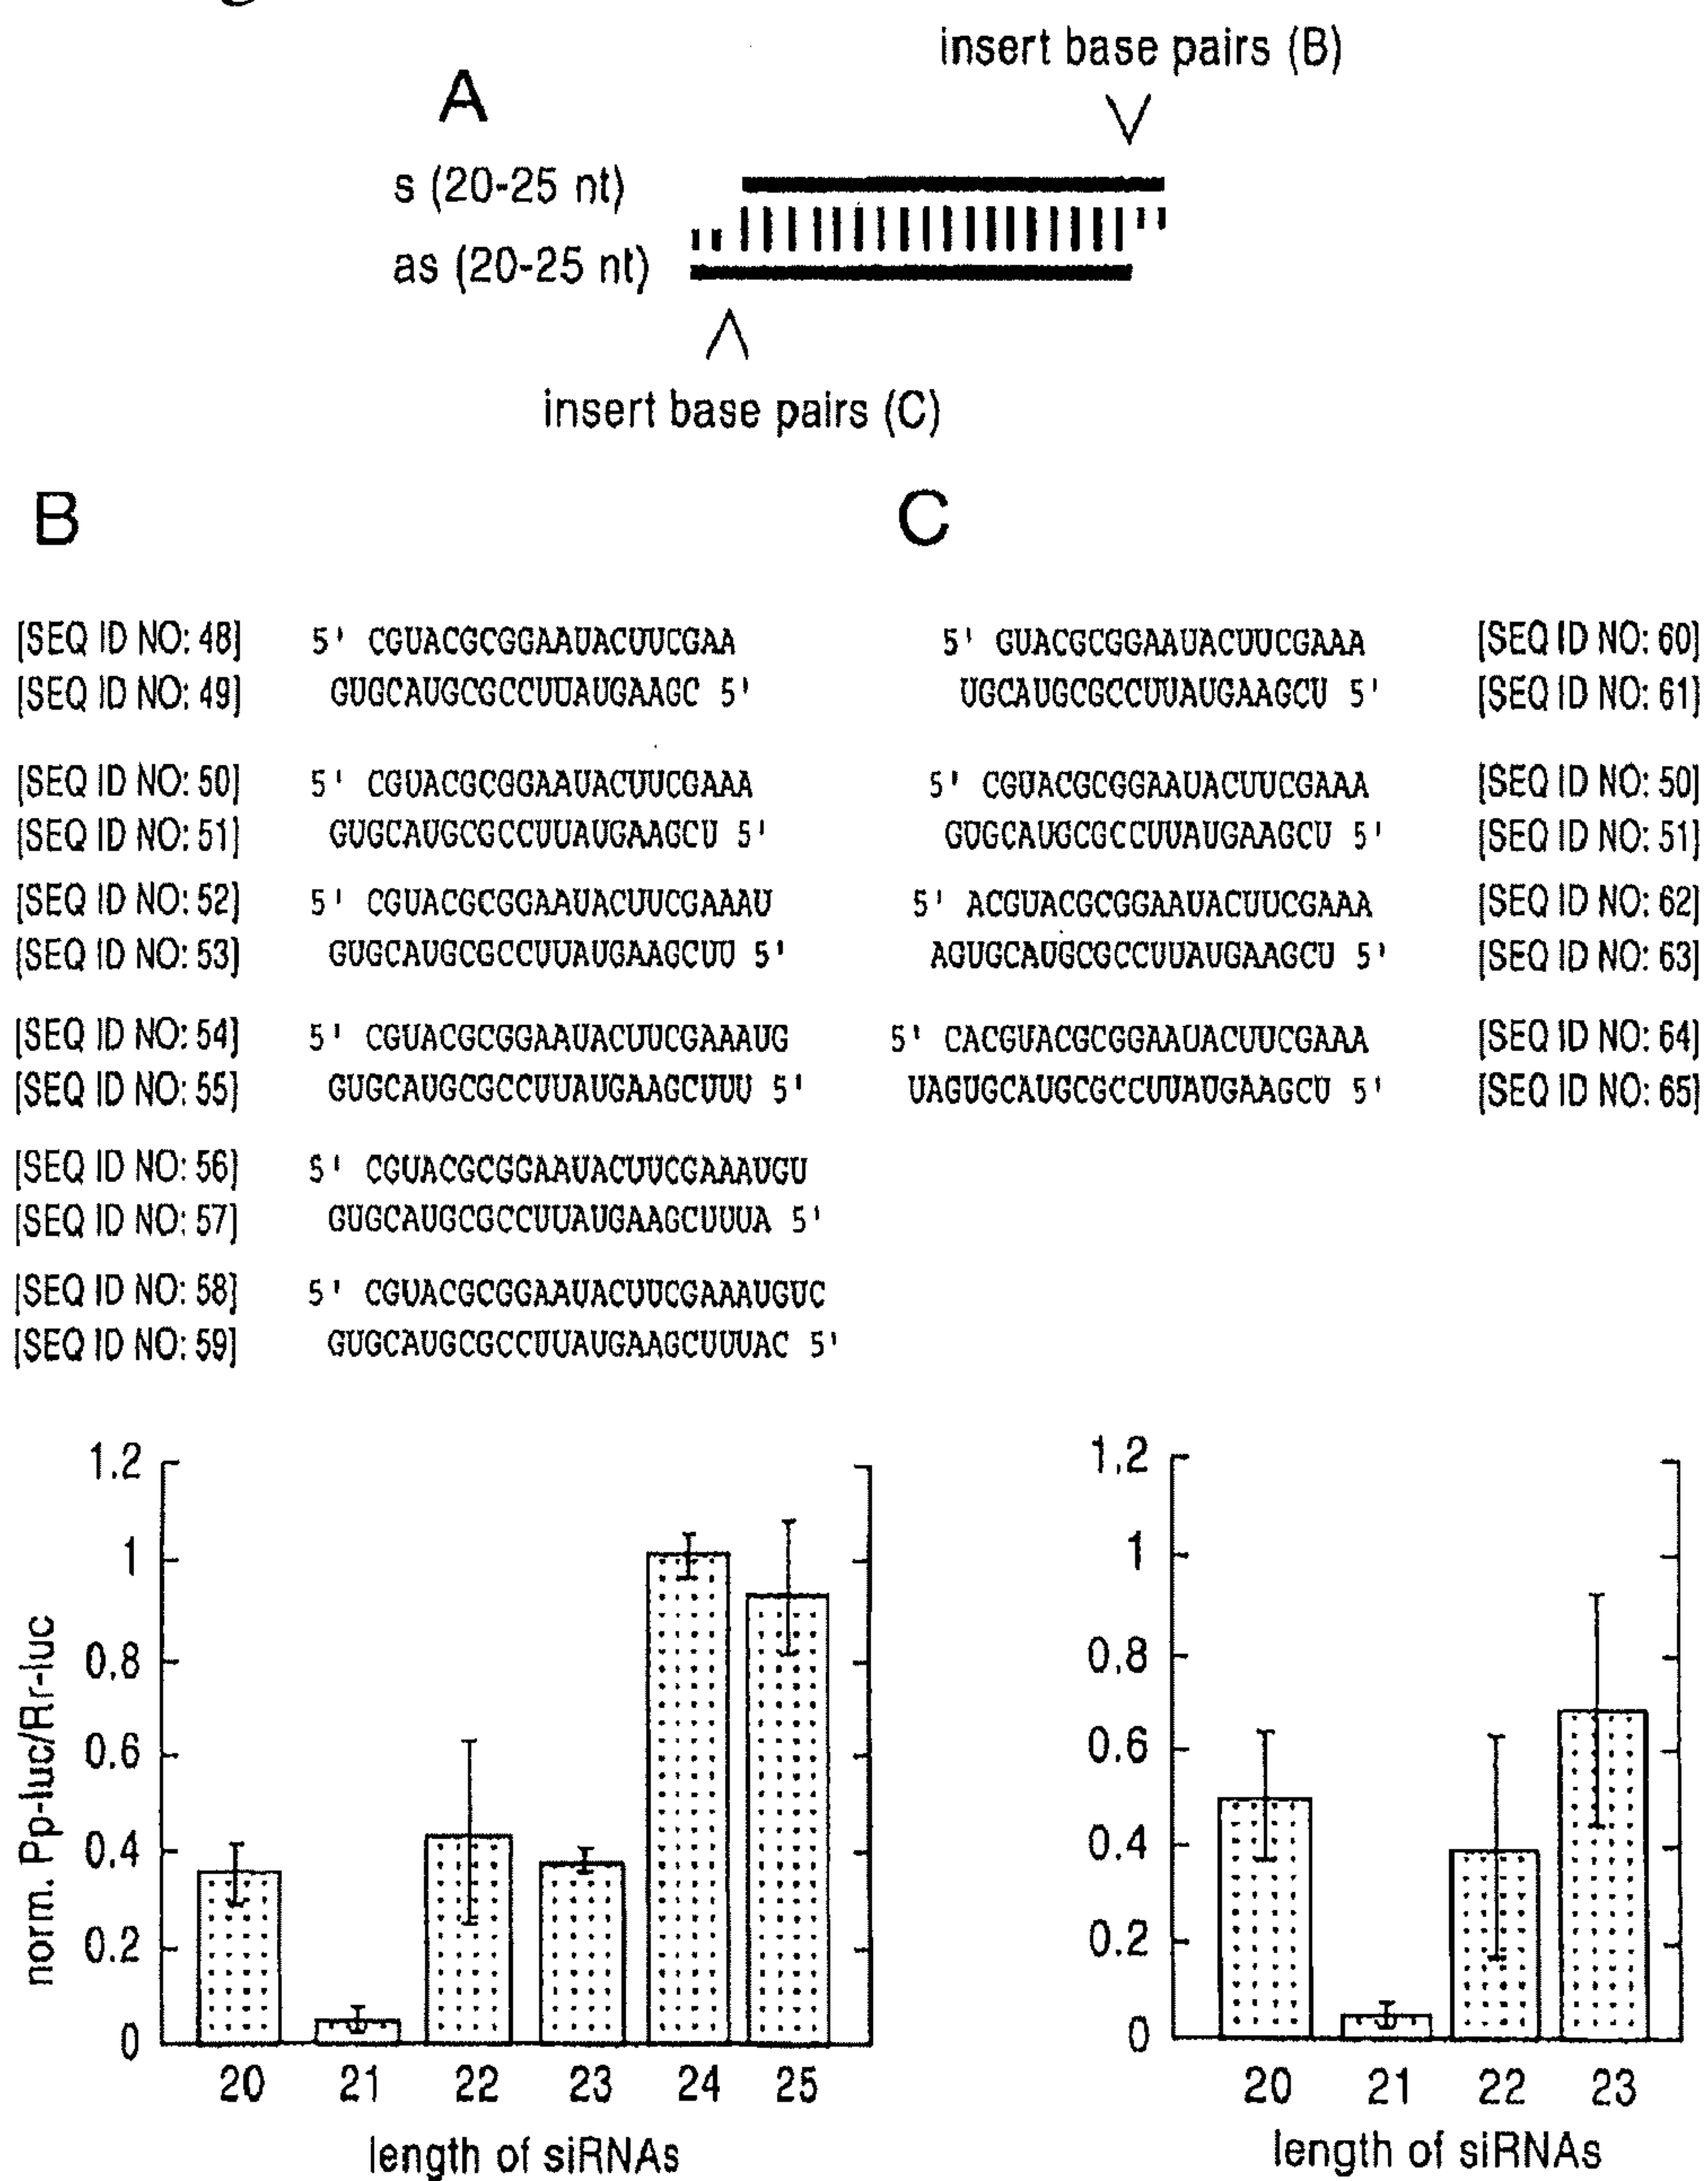 A
insert base pairs (B)
s (20-25 nt)
as (20-25 nt)
insert base pairs (C)
B
C
[SEQ ID NO: 48] 5' CGUACGCGGAAUACUUCGAA
[SEQ ID NO: 49] GUGCAUGCGCCUUAUGAAGC 5'
[SEQ ID NO: 50] 5' CGUACGCGGAAUACUUCGAAA
[SEQ ID NO: 51] GUGCAUGCGCCUUAUGAAGCU 5'
[SEQ ID NO: 52] 5' CGUACGCGGAAUACUUCGAAAU
[SEQ ID NO: 53] GUGCAUGCGCCUUAUGAAGCUU 5'
[SEQ ID NO: 54] 5' CGUACGCGGAAUACUUCGAAAUG
[SEQ ID NO: 55] GUGCAUGCGCCUUAUGAAGCUUU 5'
[SEQ ID NO: 56] 5' CGUACGCGGAAUACUUCGAAAUGU
[SEQ ID NO: 57] GUGCAUGCGCCUUAUGAAGCUUUA 5'
[SEQ ID NO: 58] 5' CGUACGCGGAAUACUUCGAAAUGUC
[SEQ ID NO: 59] GUGCAUGCGCCUUAUGAAGCUUUAC 5'
5' GUACGCGGAAUACUUCGAAA [SEQ ID NO: 60]
UGCAUGCGCCUUAUGAAGCU 5' [SEQ ID NO: 61]
5' CGUACGCGGAAUACUUCGAAA [SEQ ID NO: 50]
GUGCAUGCGCCUUAUGAAGCU 5' [SEQ ID NO: 51]
5' ACGUACGCGGAAUACUUCGAAA [SEQ ID NO: 62]
AGUGCAUGCGCCUUAUGAAGCU 5' [SEQ ID NO: 63]
5' CACGUACGCGGAAUACUUCGAAA [SEQ ID NO: 64]
UAGUGCAUGCGCCUUAUGAAGCU 5' [SEQ ID NO: 65]
norm. Pp-luc/Rr-luc
1.2
1
0.8
0.6
0.4
0.2
0
20 21 22 23 24 25
length of siRNAs
1.2
1
0.8
0.6
0.4
0.2
0
20 21 22 23
length of siRNAs